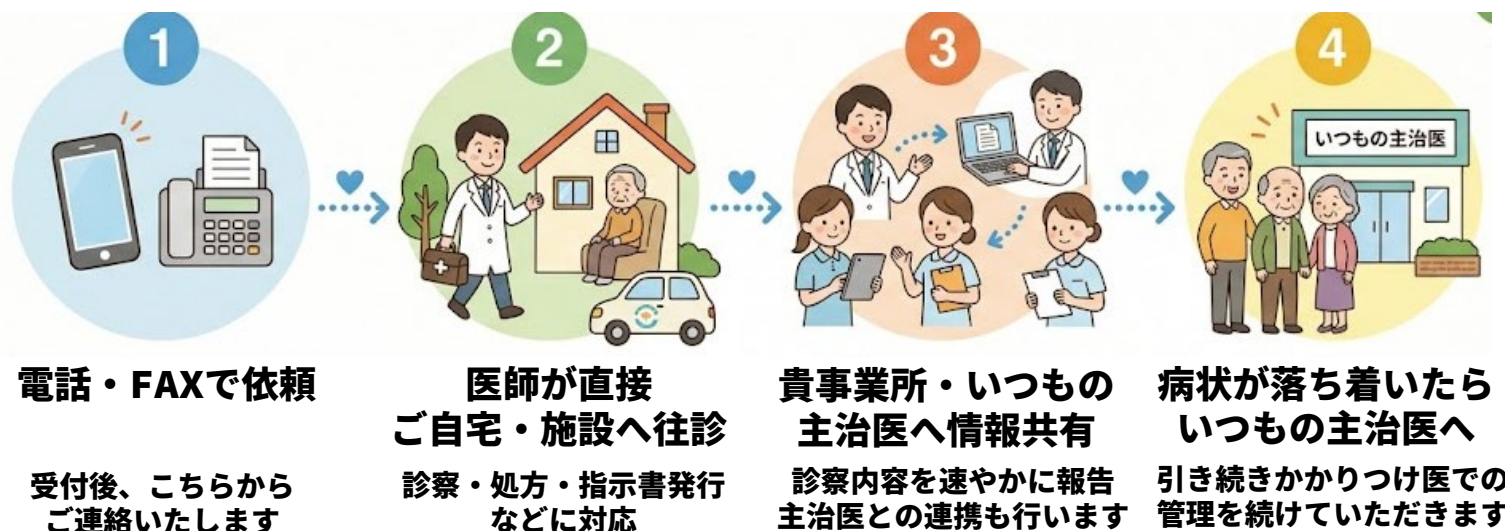 1
2
3
4
いつもの主治医
電話・FAXで依頼
医師が直接
ご自宅・施設へ往診
貴事業所・いつもの
主治医へ情報共有
病状が落ち着いたら
いつもの主治医へ
受付後、こちらから
ご連絡いたします
診察・処方・指示書発行
などに対応
診察内容を速やかに報告
主治医との連携も行います
引き続きかかりつけ医での
管理を続けていただきます